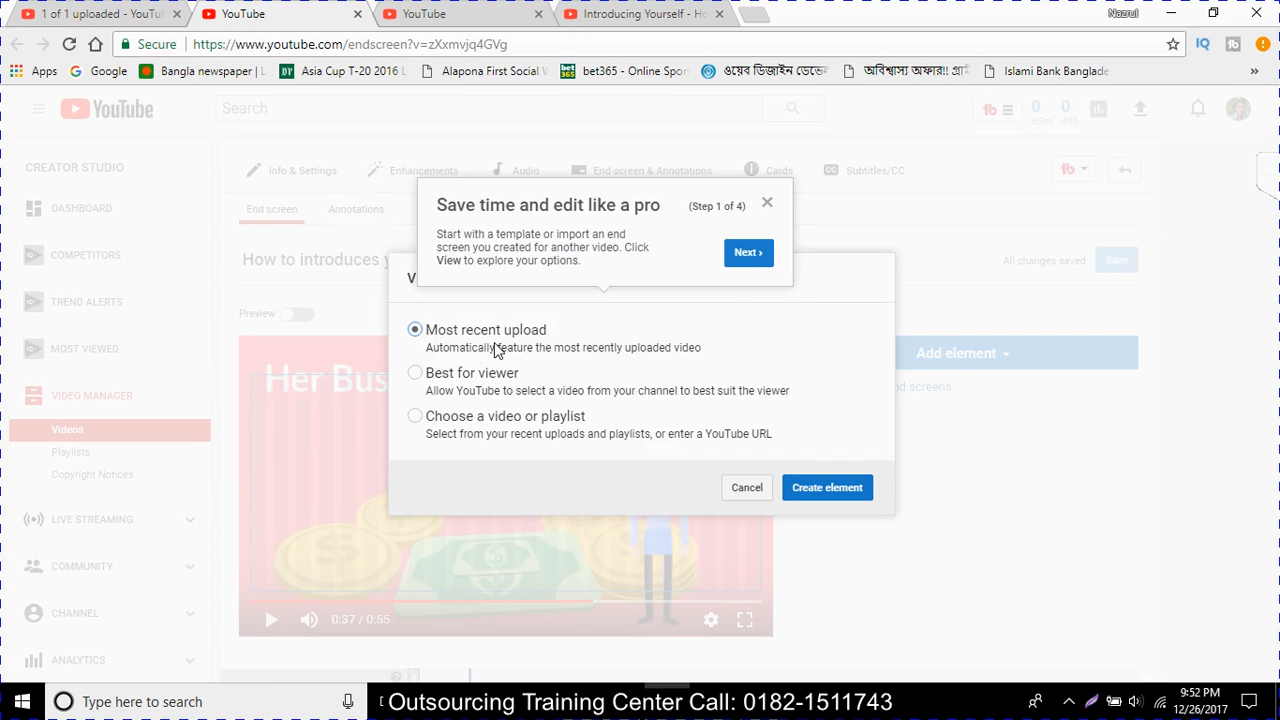 1 of 1 uploaded - YouTu
YouTube
YouTube
Introducing Yourself - Ho
Nazrul
Secure
https://www.youtube.com/endscreen?v=zXxmvjq4GVg
Apps
Google
Bangla newspaper | L
Asia Cup T-20 2016 L
Alapona First Social W
bet365 - Online Spo
ওয়েব ডিজাইন ডেভে
অবিশ্বাস্য অফার!! প্রা
Islami Bank Banglade
YouTube
Search
0
60m
0
48h
CREATOR STUDIO
Info & Settings
Enhancements
Audio
End screen & Annotations
Cards
Subtitles/CC
DASHBOARD
COMPETITORS
TREND ALERTS
MOST VIEWED
VIDEO MANAGER
Videos
Playlists
Copyright Notices
LIVE STREAMING
COMMUNITY
CHANNEL
ANALYTICS
End screen
Annotations
How to introduces y
All changes saved
Save
Preview
Save time and edit like a pro
(Step 1 of 4)
Start with a template or import an end
screen you created for another video. Click
View to explore your options.
Next ›
V
Most recent upload
Automatically feature the most recently uploaded video
Best for viewer
Allow YouTube to select a video from your channel to best suit the viewer
Choose a video or playlist
Select from your recent uploads and playlists, or enter a YouTube URL
Cancel
Create element
Add element
nd screens
Her Bus
0:37 / 0:55
Type here to search
Outsourcing Training Center Call: 0182-1511743
9:52 PM
12/26/2017